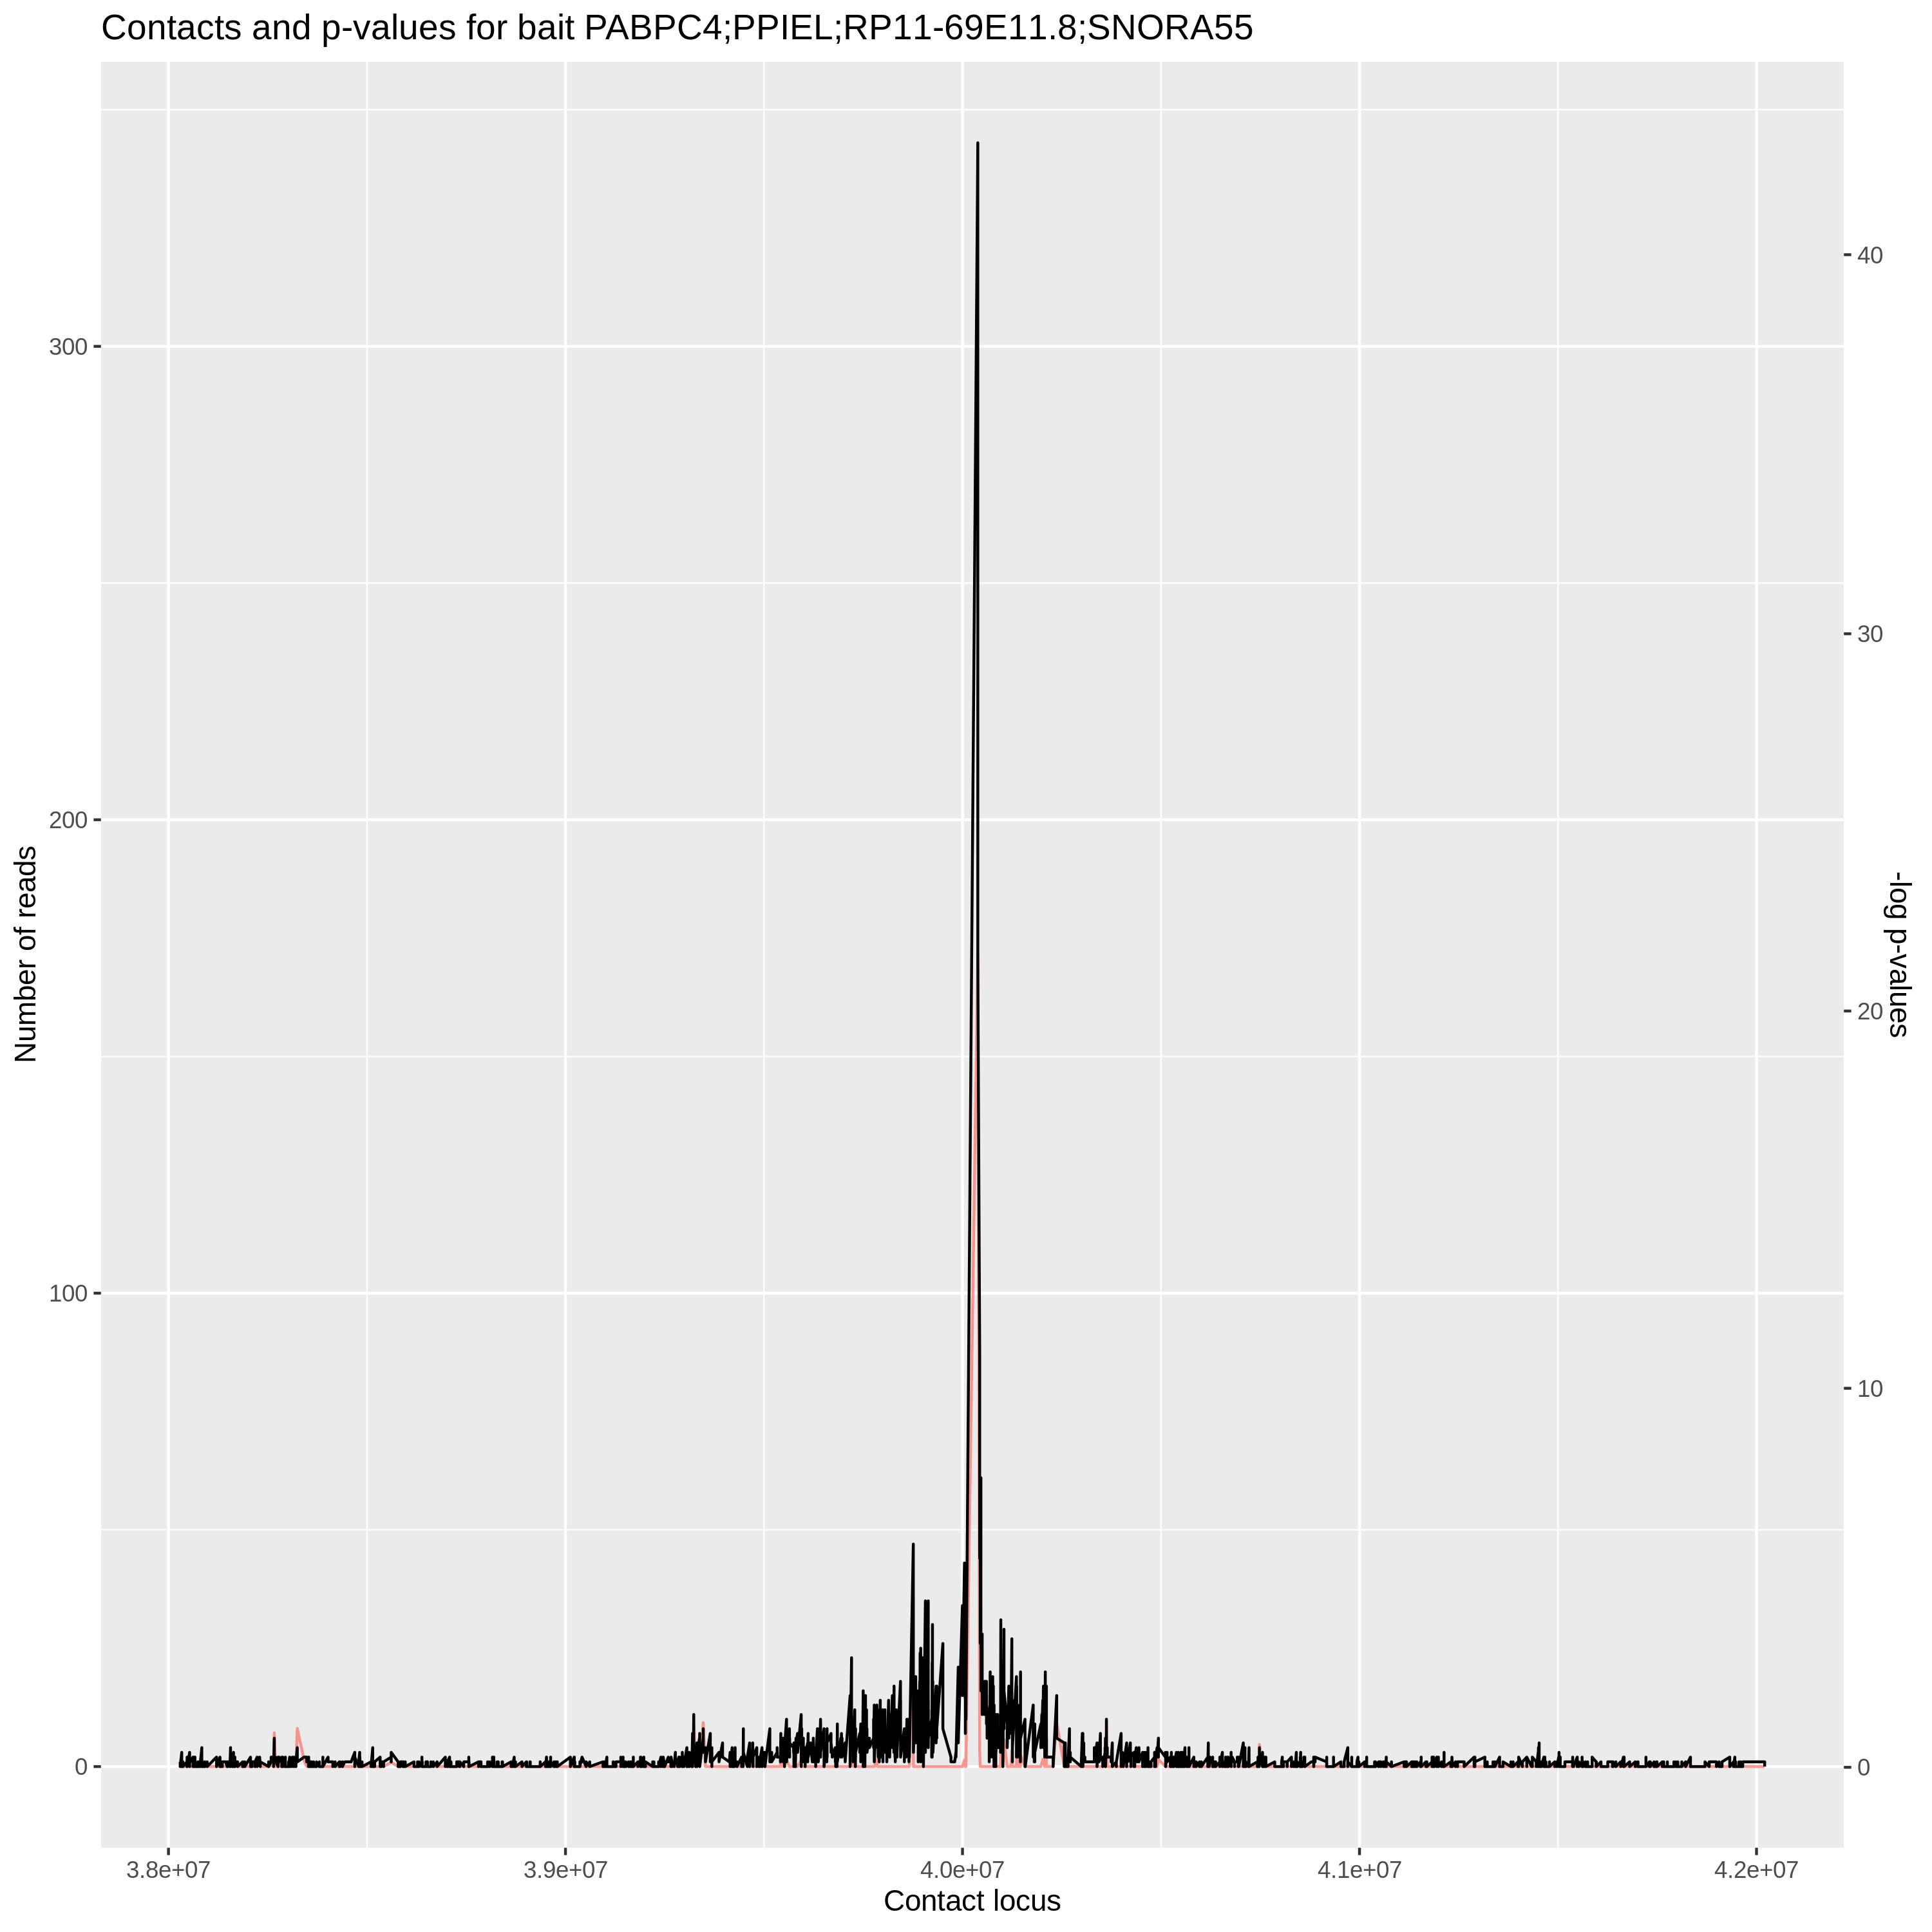 Contacts and p-values for bait PABPC4;PPIEL;RP11-69E11.8;SNORA55
Number of reads
300
200
100
0
40
30
20
10
0
-log p-values
3.8e+07
3.9e+07
4.0e+07
4.1e+07
4.2e+07
Contact locus